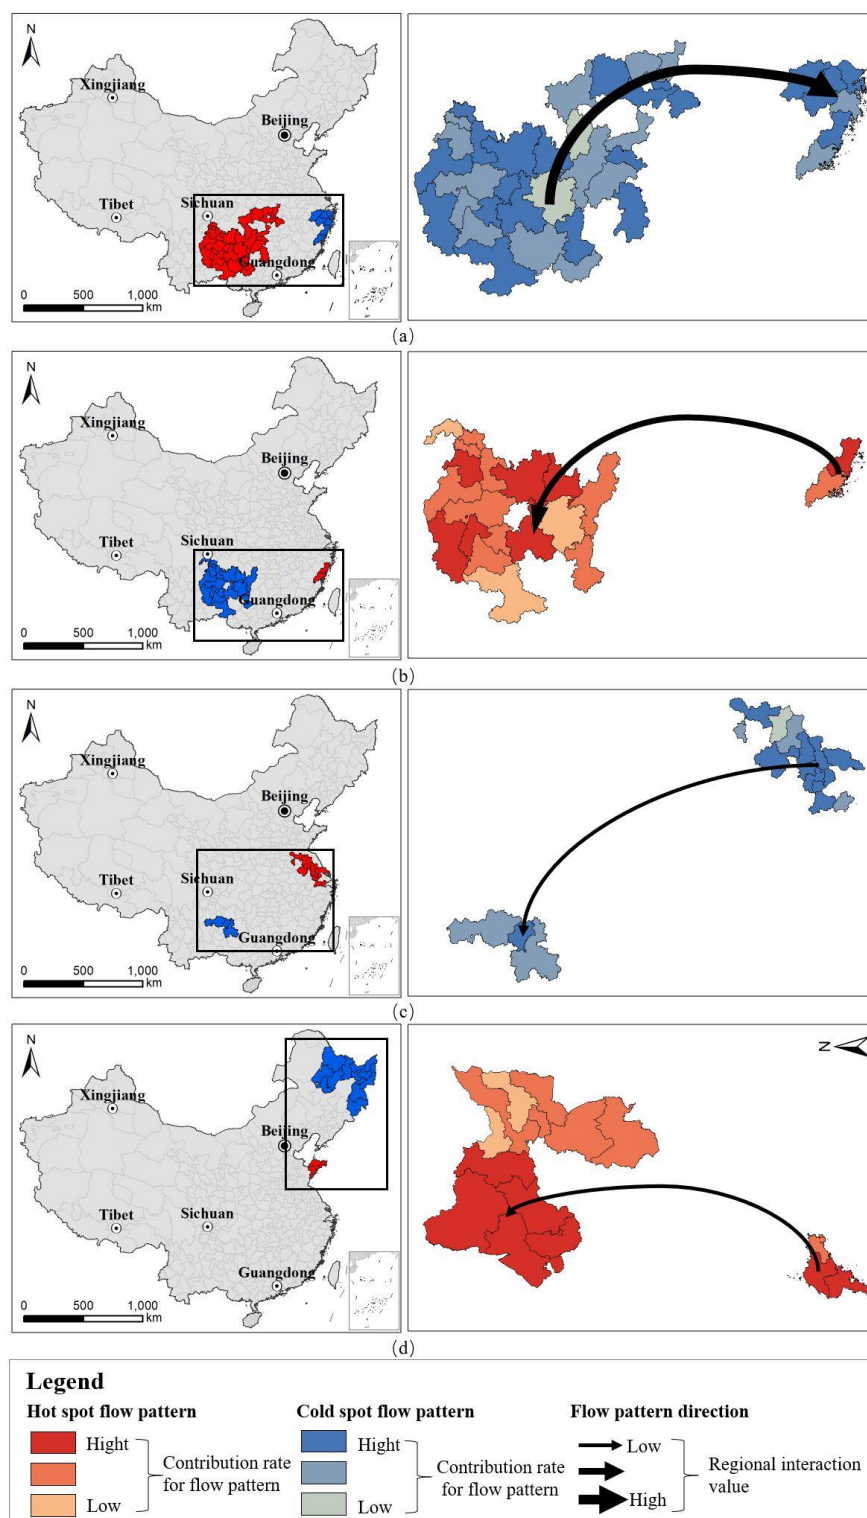 N
Xingjiang
Beijing
Tibet
Sichuan
Guangdong
0 500 1,000
km
(a)
N
Xingjiang
Beijing
Tibet
Sichuan
Guangdong
0 500 1,000
km
(b)
N
Xingjiang
Beijing
Tibet
Sichuan
Guangdong
0 500 1,000
km
(c)
N
N
Xingjiang
Beijing
Tibet
Sichuan
Guangdong
0 500 1,000
km
(d)
Legend
Hot spot flow pattern Cold spot flow pattern Flow pattern direction
Hight Hight Low
Contribution rate Contribution rate Regional interaction
for flow pattern for flow pattern value
Low Low High